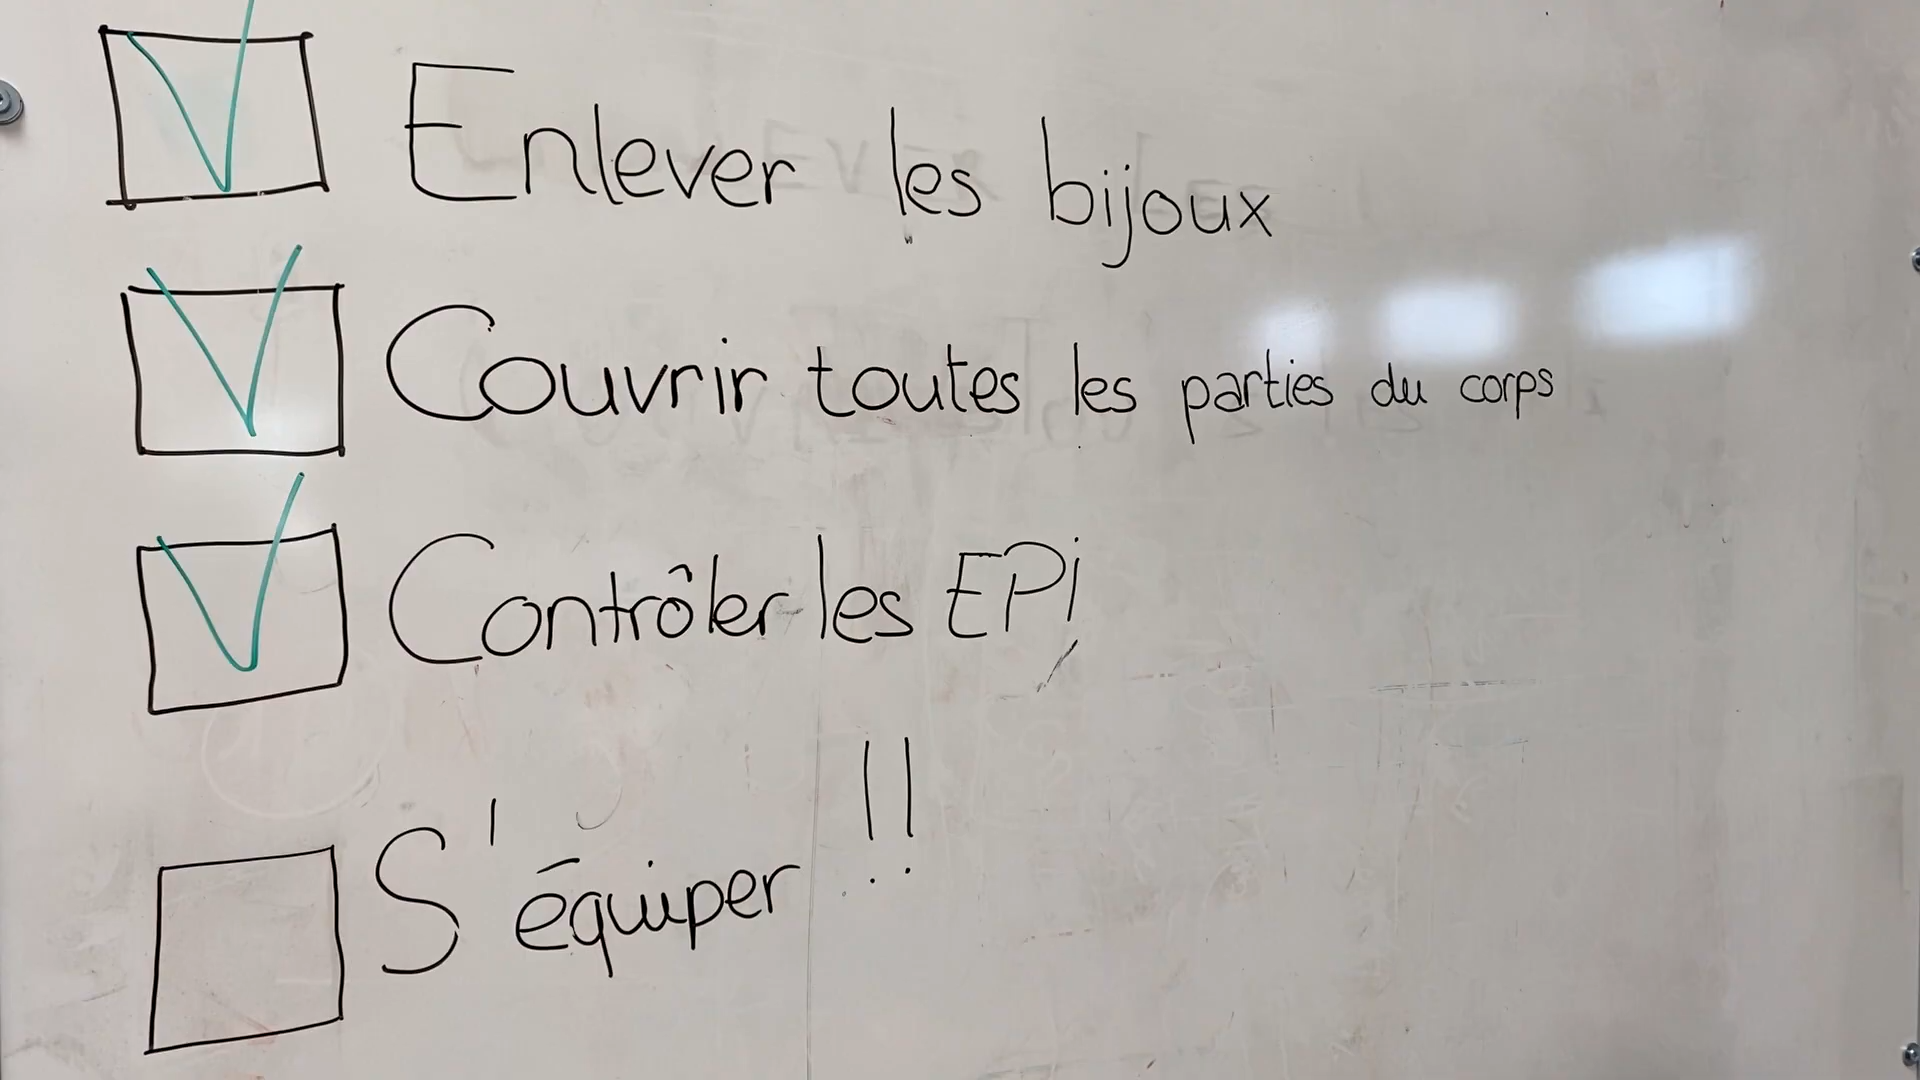 Enlever les bijoux
Couvrir toutes les parties du corps
Contrôler les EPI
S'équiper !!